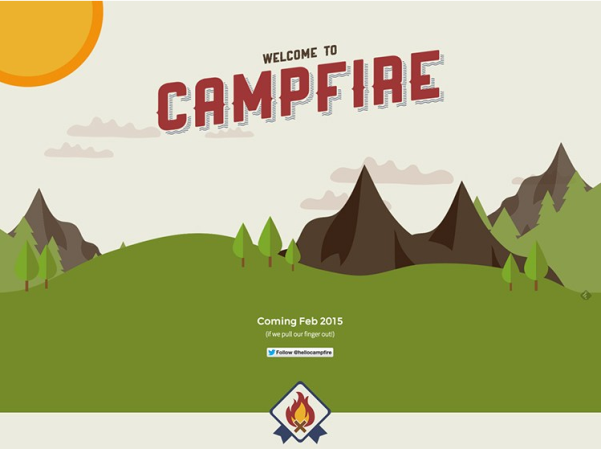 WELCOME TO
CAMPFIRE
Coming Feb 2015
(if we pull our finger out!)
Follow @hellocampfire